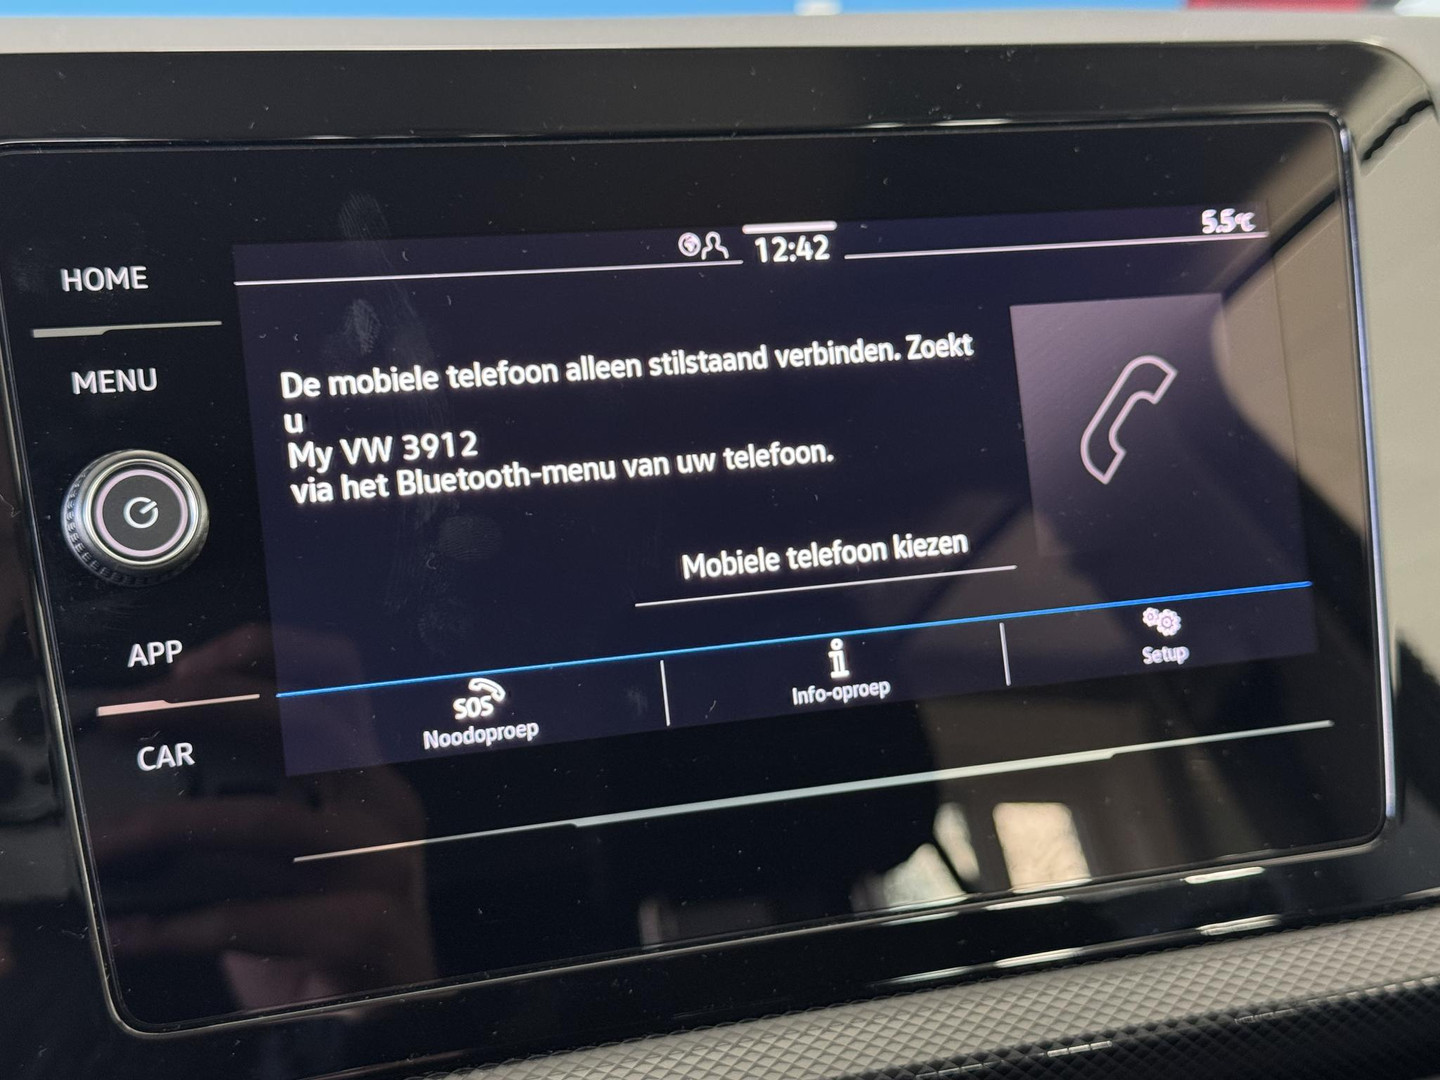 HOME
MENU
APP
CAR
12:42
5.5°C
De mobiele telefoon alleen stilstaand verbinden. Zoekt
u
My VW 3912
via het Bluetooth-menu van uw telefoon.
Mobiele telefoon kiezen
SOS
Noodoproep
i
Info-oproep
Setup